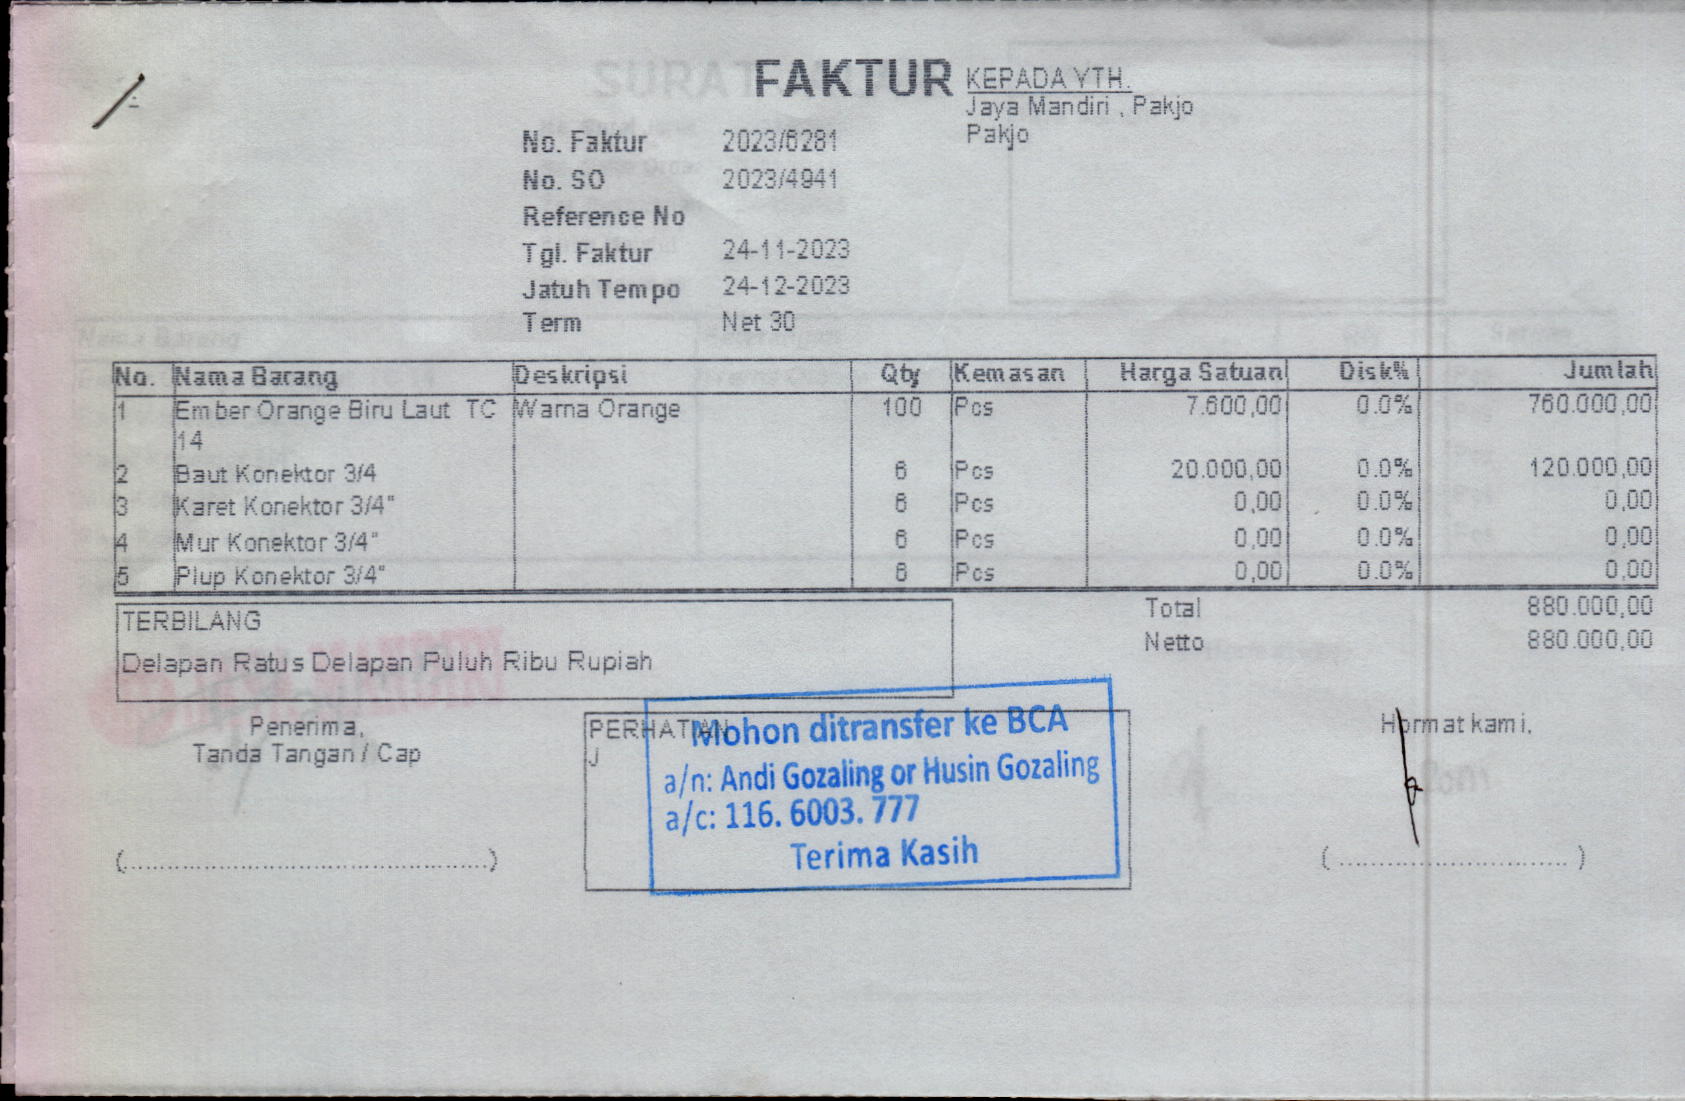 FAKTUR
KEPADA YTH.
Jaya Mandiri , Pakjo
Pakjo
No. Faktur 2023/6281
No. SO 2023/4941
Reference No
Tgl. Faktur 24-11-2023
Jatuh Tempo 24-12-2023
Term Net 30
No. Nama Barang Deskripsi Qty Kemasan Harga Satuan Disk% Jumlah
1 Ember Orange Biru Laut TC Warna Orange 100 Pcs 7.600,00 0.0% 760.000,00
14
2 Baut Konektor 3/4 6 Pcs 20.000,00 0.0% 120.000,00
3 Karet Konektor 3/4" 6 Pcs 0,00 0.0% 0,00
4 Mur Konektor 3/4" 6 Pcs 0,00 0.0% 0,00
5 Plup Konektor 3/4" 6 Pcs 0,00 0.0% 0,00
Total 880.000,00
Netto 880.000,00
TERBILANG
Delapan Ratus Delapan Puluh Ribu Rupiah
Penerima,
Tanda Tangan / Cap
(........................................)
PERHATIAN
J
Mohon ditransfer ke BCA
a/n: Andi Gozaling or Husin Gozaling
a/c: 116. 6003. 777
Terima Kasih
Hormat kami,
(............................)